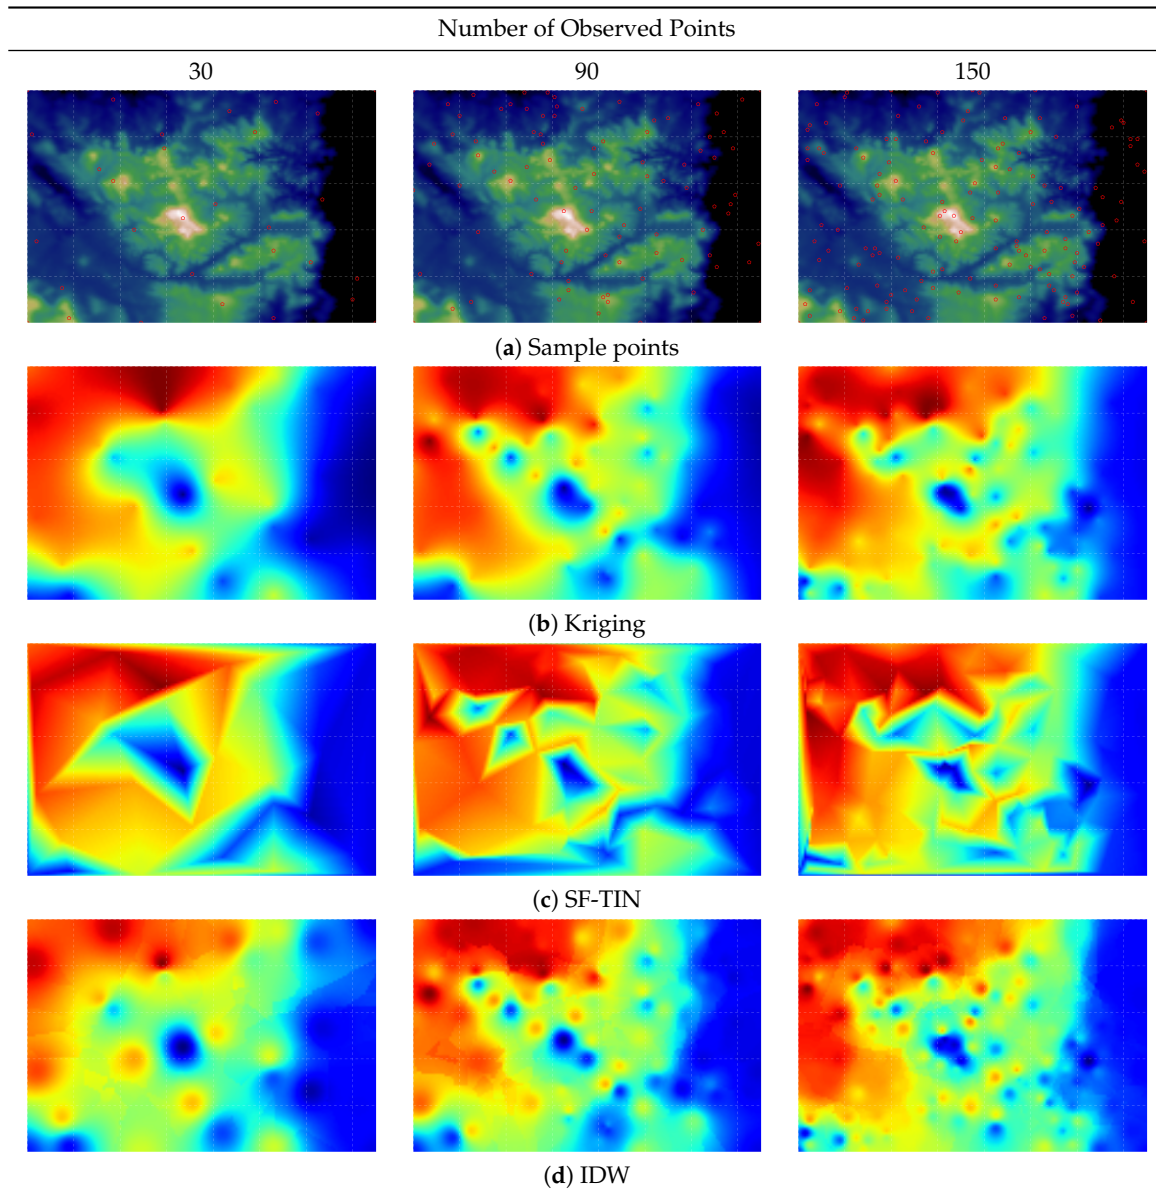 Number of Observed Points
30 90 150
(a) Sample points
(b) Kriging
(c) SF-TIN
(d) IDW